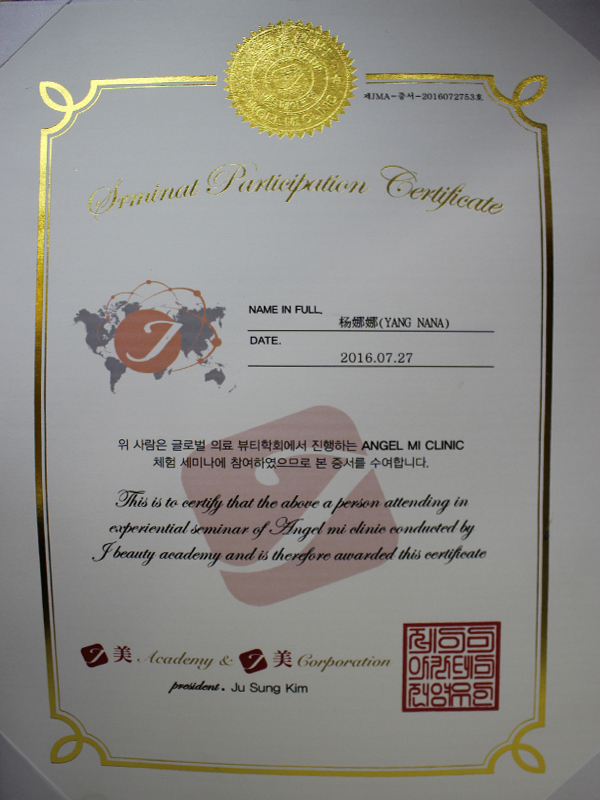 제JMA-증서-2016072753호
ANGEL MI CLINIC
Seminal Participation Certificate
NAME IN FULL.
杨娜娜(YANG NANA)
DATE.
2016.07.27
J
위 사람은 글로벌 의료 뷰티학회에서 진행하는 ANGEL MI CLINIC
체험 세미나에 참여하였으므로 본 증서를 수여합니다.
This is to certify that the above a person attending in
experiential seminar of Angel mi clinic conducted by
J beauty academy and is therefore awarded this certificate
J 美 Academy & J 美 Corporation
president. Ju Sung Kim